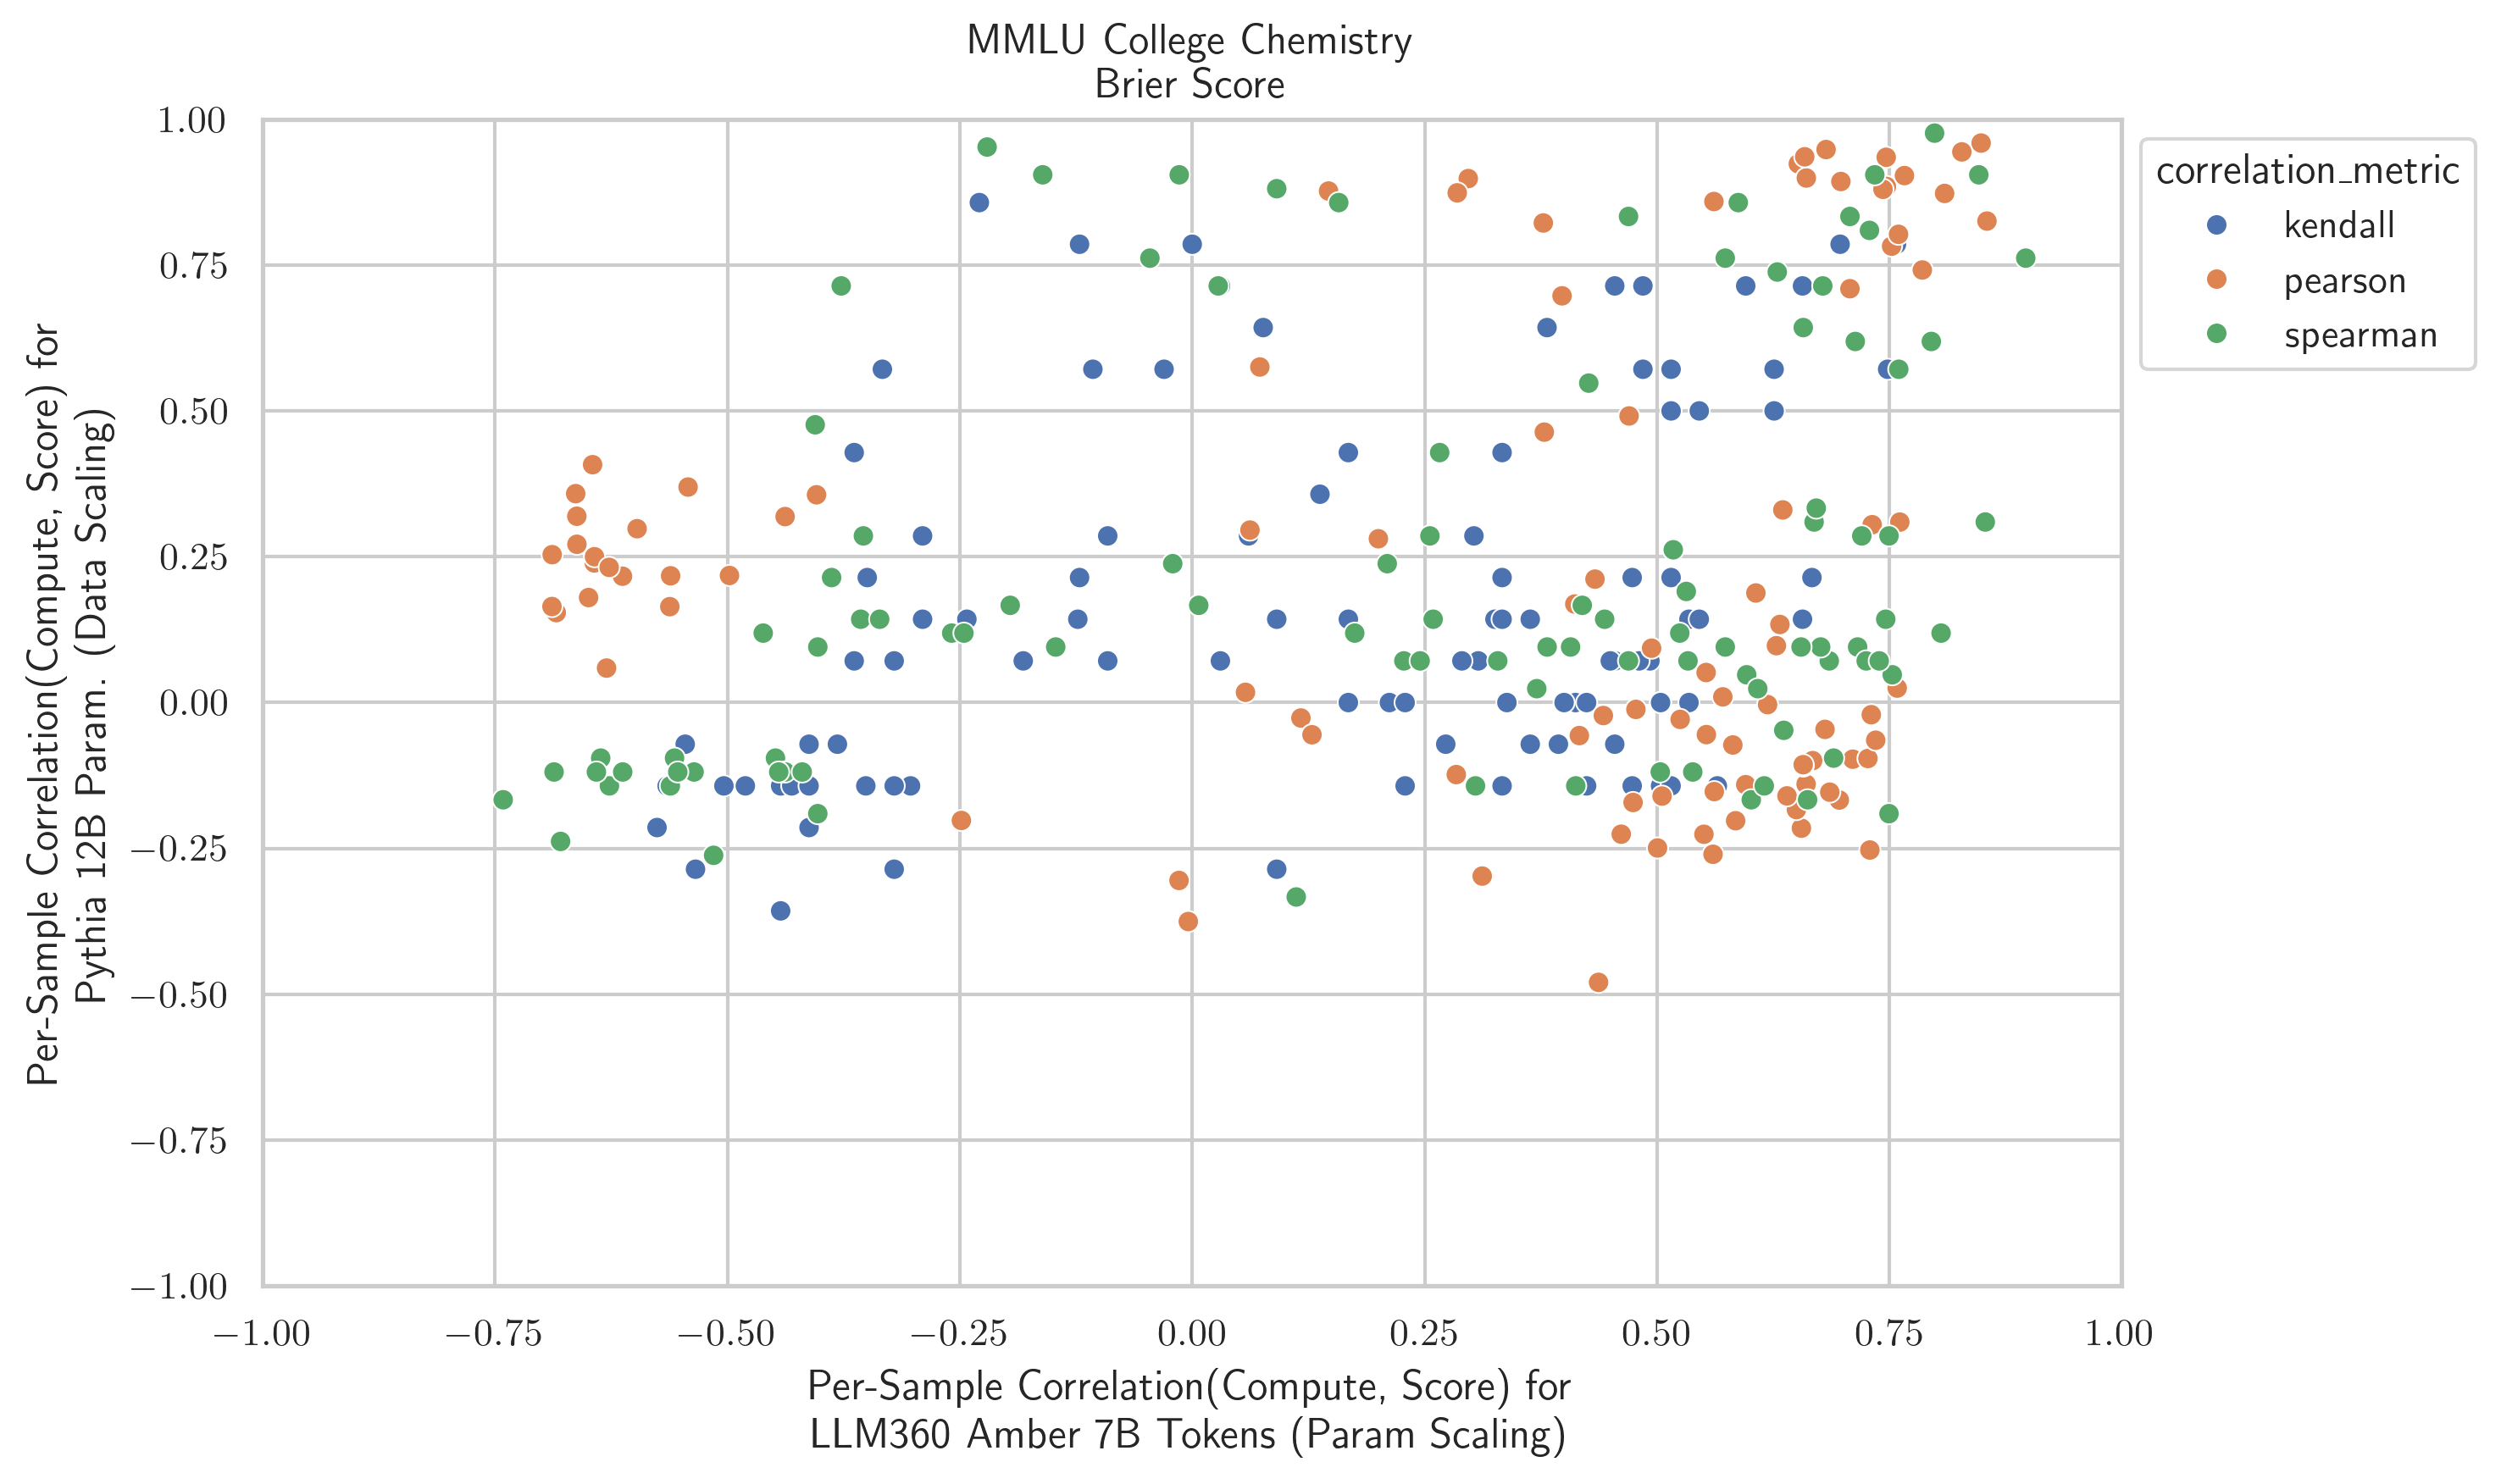 MMLU College Chemistry
Brier Score
Per-Sample Correlation(Compute, Score) for
Pythia 12B Param. (Data Scaling)
1.00
0.75
0.50
0.25
0.00
−0.25
−0.50
−0.75
−1.00
−1.00 −0.75 −0.50 −0.25 0.00 0.25 0.50 0.75 1.00
Per-Sample Correlation(Compute, Score) for
LLM360 Amber 7B Tokens (Param Scaling)
correlation_metric
kendall
pearson
spearman